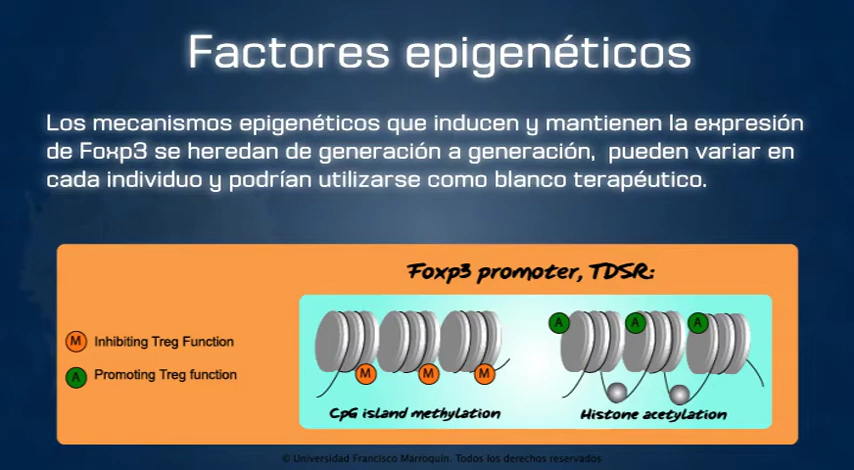 Factores epigenéticos
Los mecanismos epigenéticos que inducen y mantienen la expresión
de Foxp3 se heredan de generación a generación, pueden variar en
cada individuo y podrían utilizarse como blanco terapéutico.
Foxp3 promoter, TDSR:
M Inhibiting Treg Function
A Promoting Treg function
M M M
A A A
CpG island methylation
Histone acetylation
© Universidad Francisco Marroquín. Todos los derechos reservados